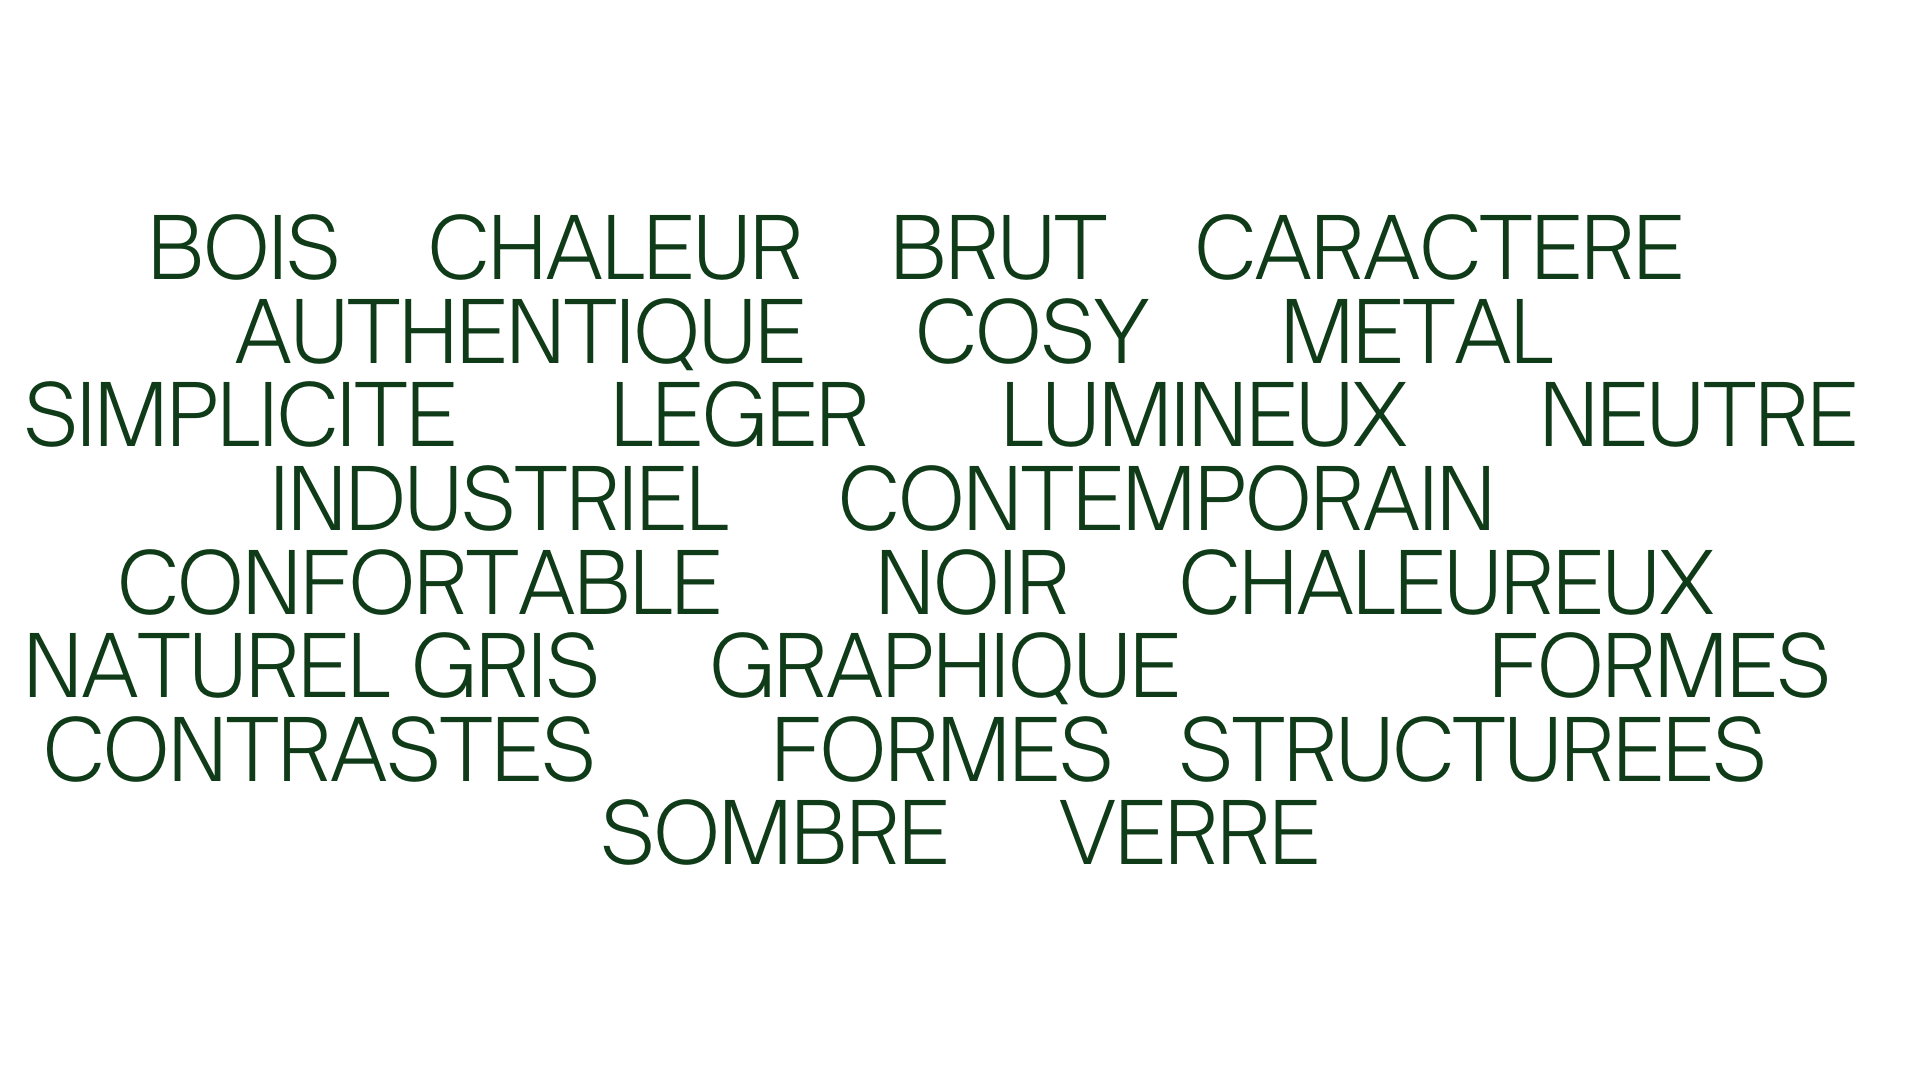 BOIS CHALEUR BRUT CARACTERE
AUTHENTIQUE COSY METAL
SIMPLICITE LEGER LUMINEUX NEUTRE
INDUSTRIEL CONTEMPORAIN
CONFORTABLE NOIR CHALEUREUX
NATUREL GRIS GRAPHIQUE FORMES
CONTRASTES FORMES STRUCTUREES
SOMBRE VERRE